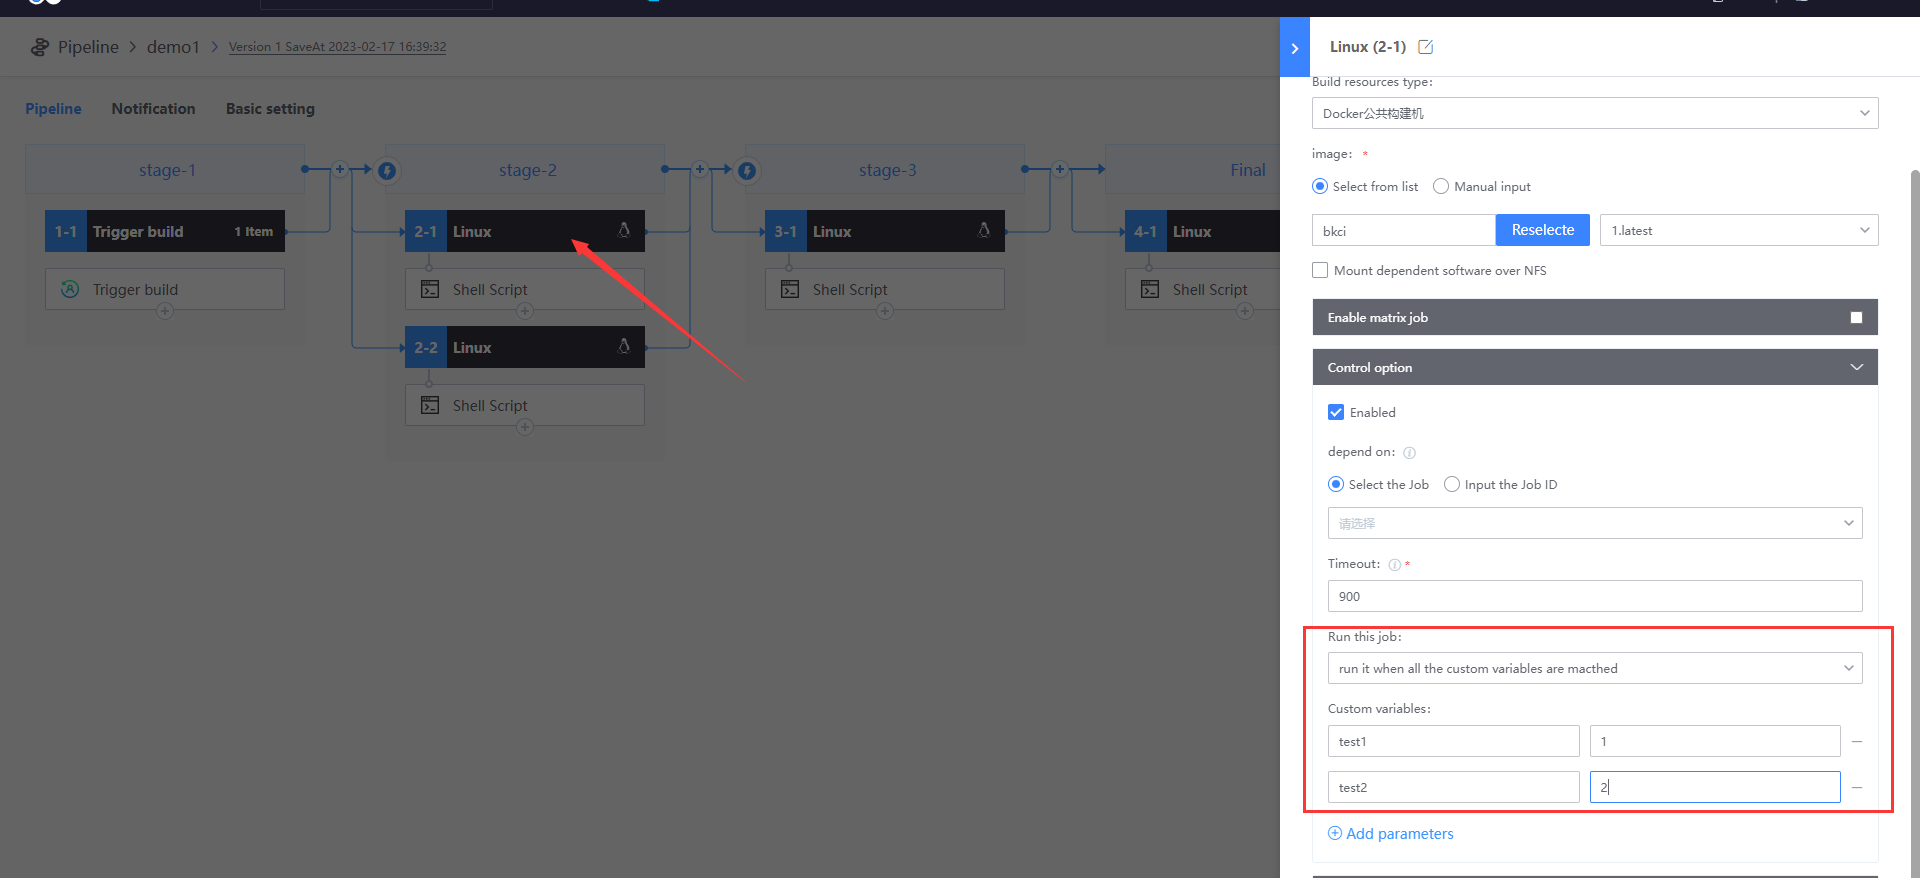 Pipeline > demo1 > Version 1 SaveAt 2023-02-17 16:39:32
Pipeline Notification Basic setting
stage-1
1-1 Trigger build 1 Item
Trigger build
stage-2
2-1 Linux
Shell Script
2-2 Linux
Shell Script
stage-3
3-1 Linux
Shell Script
Final
4-1 Linux
Shell Script
Linux (2-1)
Build resources type:
Docker公共构建机
image: *
Select from list Manual input
bkci Reselecte 1.latest
Mount dependent software over NFS
Enable matrix job
Control option
Enabled
depend on:
Select the Job Input the Job ID
请选择
Timeout: *
900
Run this job:
run it when all the custom variables are macthed
Custom variables:
test1 1
test2 2
Add parameters